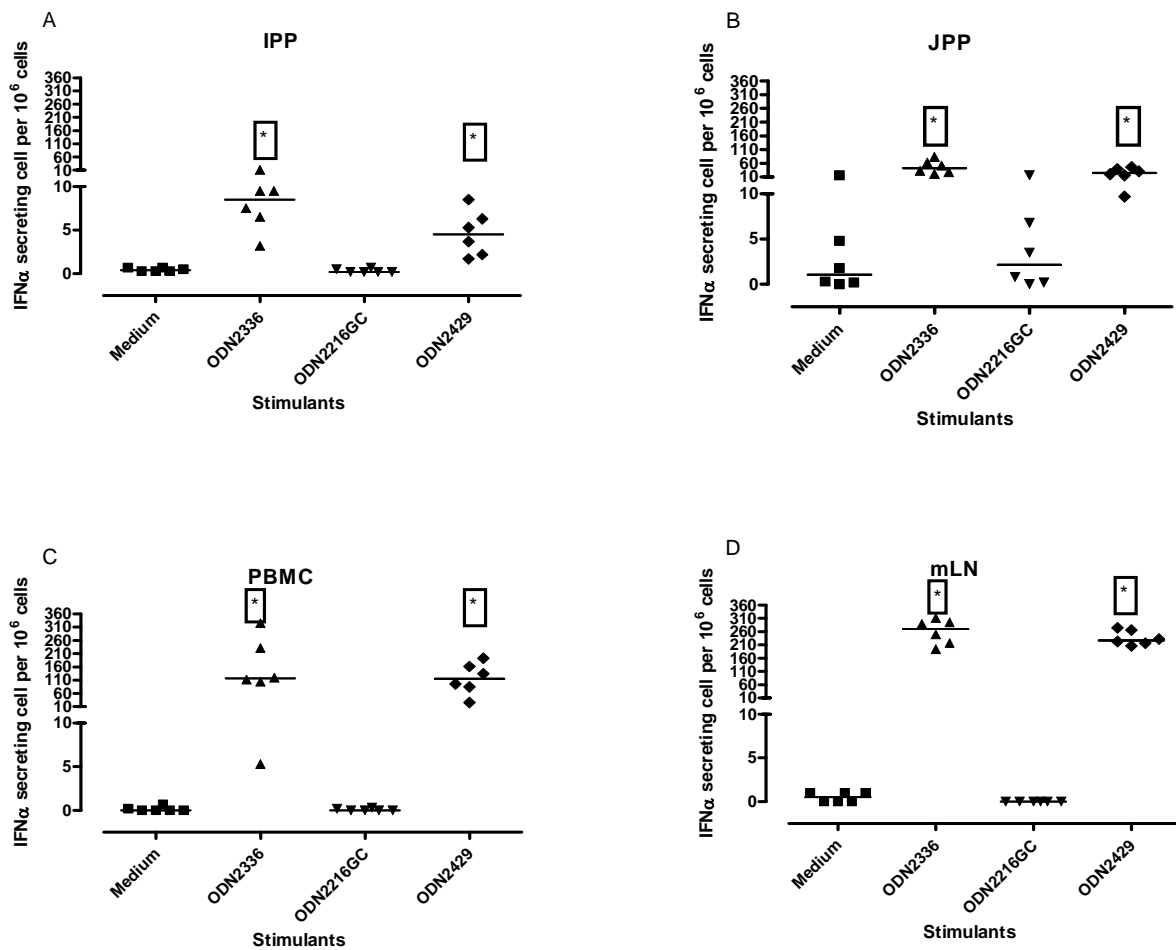 A
IPP
IFNα secreting cell per 10⁶ cells
360
310
260
210
160
110
60
10
10
5
0
*
*
Medium
ODN2336
ODN2216GC
ODN2429
Stimulants
B
JPP
IFNα secreting cell per 10⁶ cells
360
310
260
210
160
110
60
10
10
5
0
*
*
Medium
ODN2336
ODN2216GC
ODN2429
Stimulants
C
PBMC
IFNα secreting cell per 10⁶ cells
360
310
260
210
160
110
60
10
10
5
0
*
*
Medium
ODN2336
ODN2216GC
ODN2429
Stimulants
D
mLN
IFNα secreting cell per 10⁶ cells
360
310
260
210
160
110
60
10
10
5
0
*
*
Medium
ODN2336
ODN2216GC
ODN2429
Stimulants